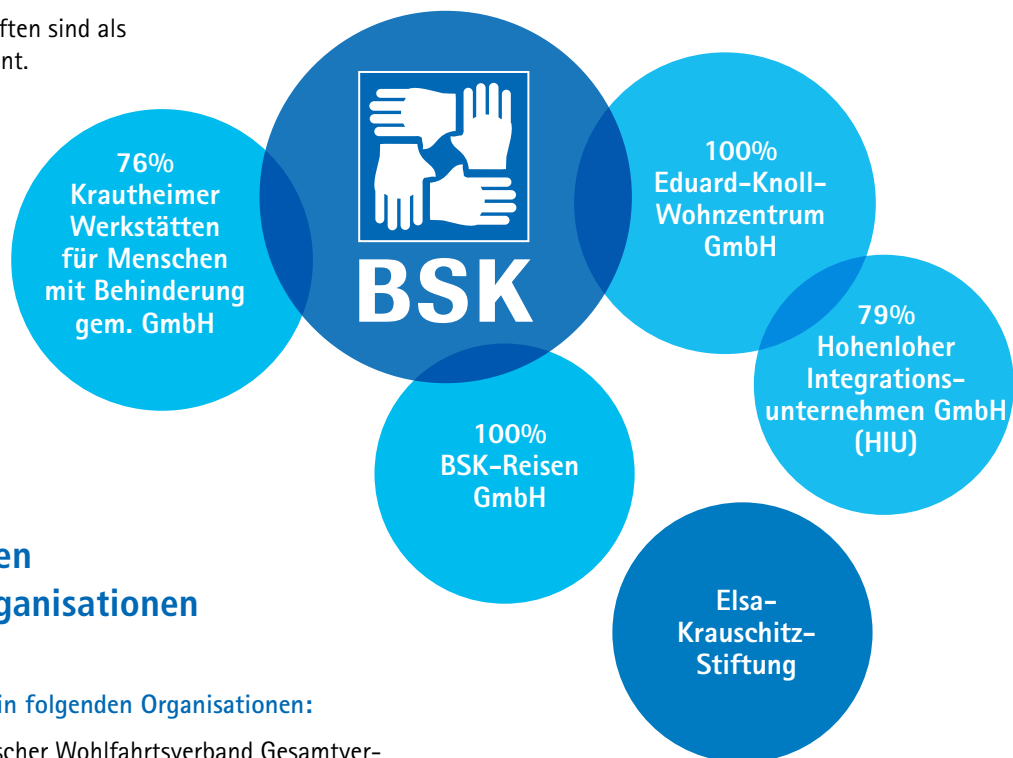 ften sind als
nt.
76%
Krautheimer
Werkstätten
für Menschen
mit Behinderung
gem. GmbH
BSK
100%
Eduard-Knoll-
Wohnzentrum
GmbH
79%
Hohenloher
Integrations-
unternehmen GmbH
(HIU)
100%
BSK-Reisen
GmbH
Elsa-
Krauschitz-
Stiftung
en
ganisationen
in folgenden Organisationen:
scher Wohlfahrtsverband Gesamtver-